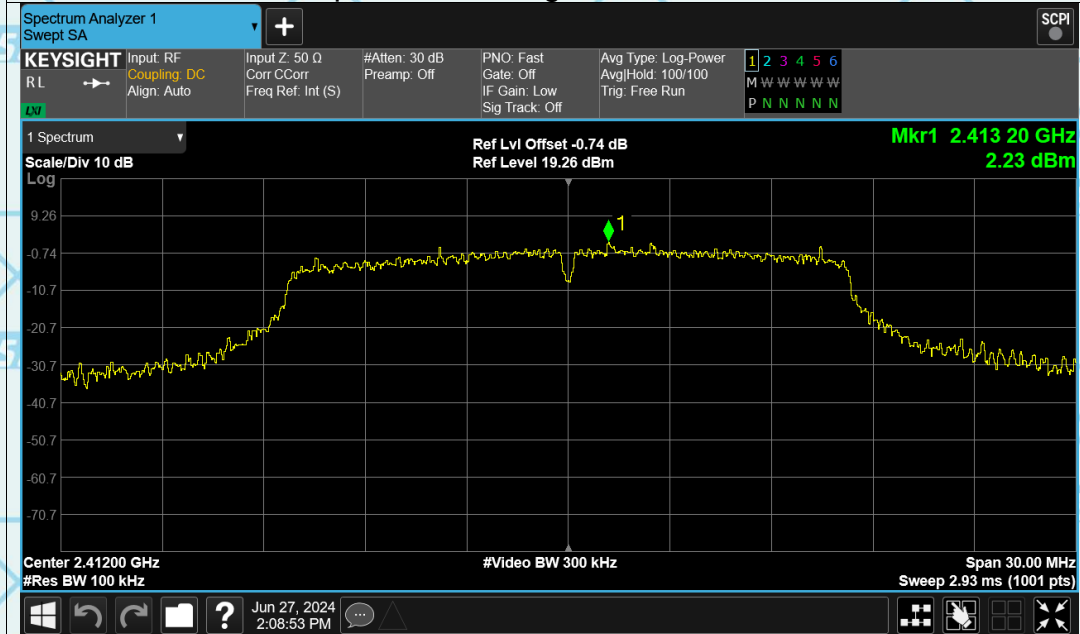 Spectrum Analyzer 1
Swept SA
+
SCPI
KEYSIGHT
R L
LXI
Input: RF
Coupling: DC
Align: Auto
Input Z: 50 Ω
Corr CCorr
Freq Ref: Int (S)
#Atten: 30 dB
Preamp: Off
PNO: Fast
Gate: Off
IF Gain: Low
Sig Track: Off
Avg Type: Log-Power
Avg|Hold: 100/100
Trig: Free Run
1 2 3 4 5 6
M W W W W W
P N N N N N
1 Spectrum
Scale/Div 10 dB
Log
Ref Lvl Offset -0.74 dB
Ref Level 19.26 dBm
Mkr1 2.413 20 GHz
2.23 dBm
1
9.26
-0.74
-10.7
-20.7
-30.7
-40.7
-50.7
-60.7
-70.7
Center 2.41200 GHz
#Res BW 100 kHz
#Video BW 300 kHz
Span 30.00 MHz
Sweep 2.93 ms (1001 pts)
?
Jun 27, 2024
2:08:53 PM